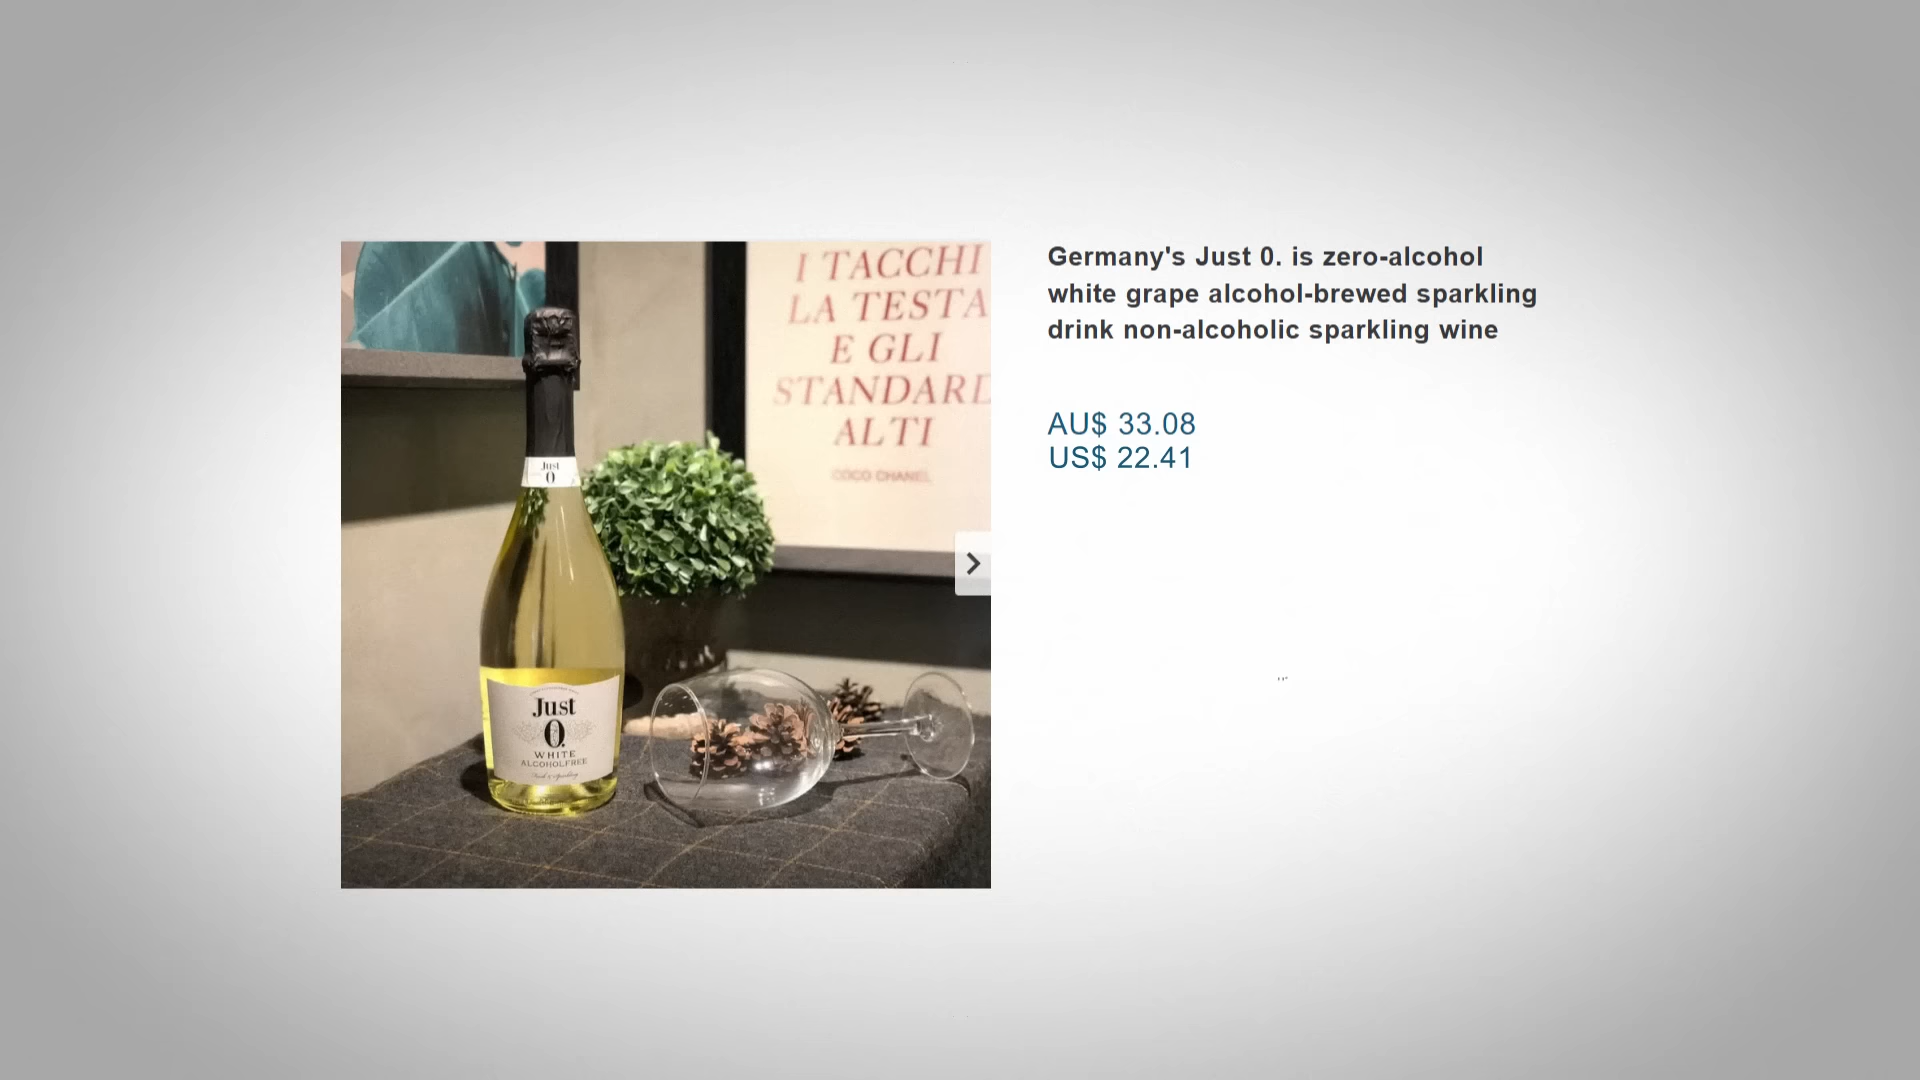 I TACCHI
LA TESTA
E GLI
STANDARD
ALTI
COCO CHANEL
Just
0
Just
0.
WHITE
ALCOHOLFREE
Germany's Just 0. is zero-alcohol
white grape alcohol-brewed sparkling
drink non-alcoholic sparkling wine
AU$ 33.08
US$ 22.41